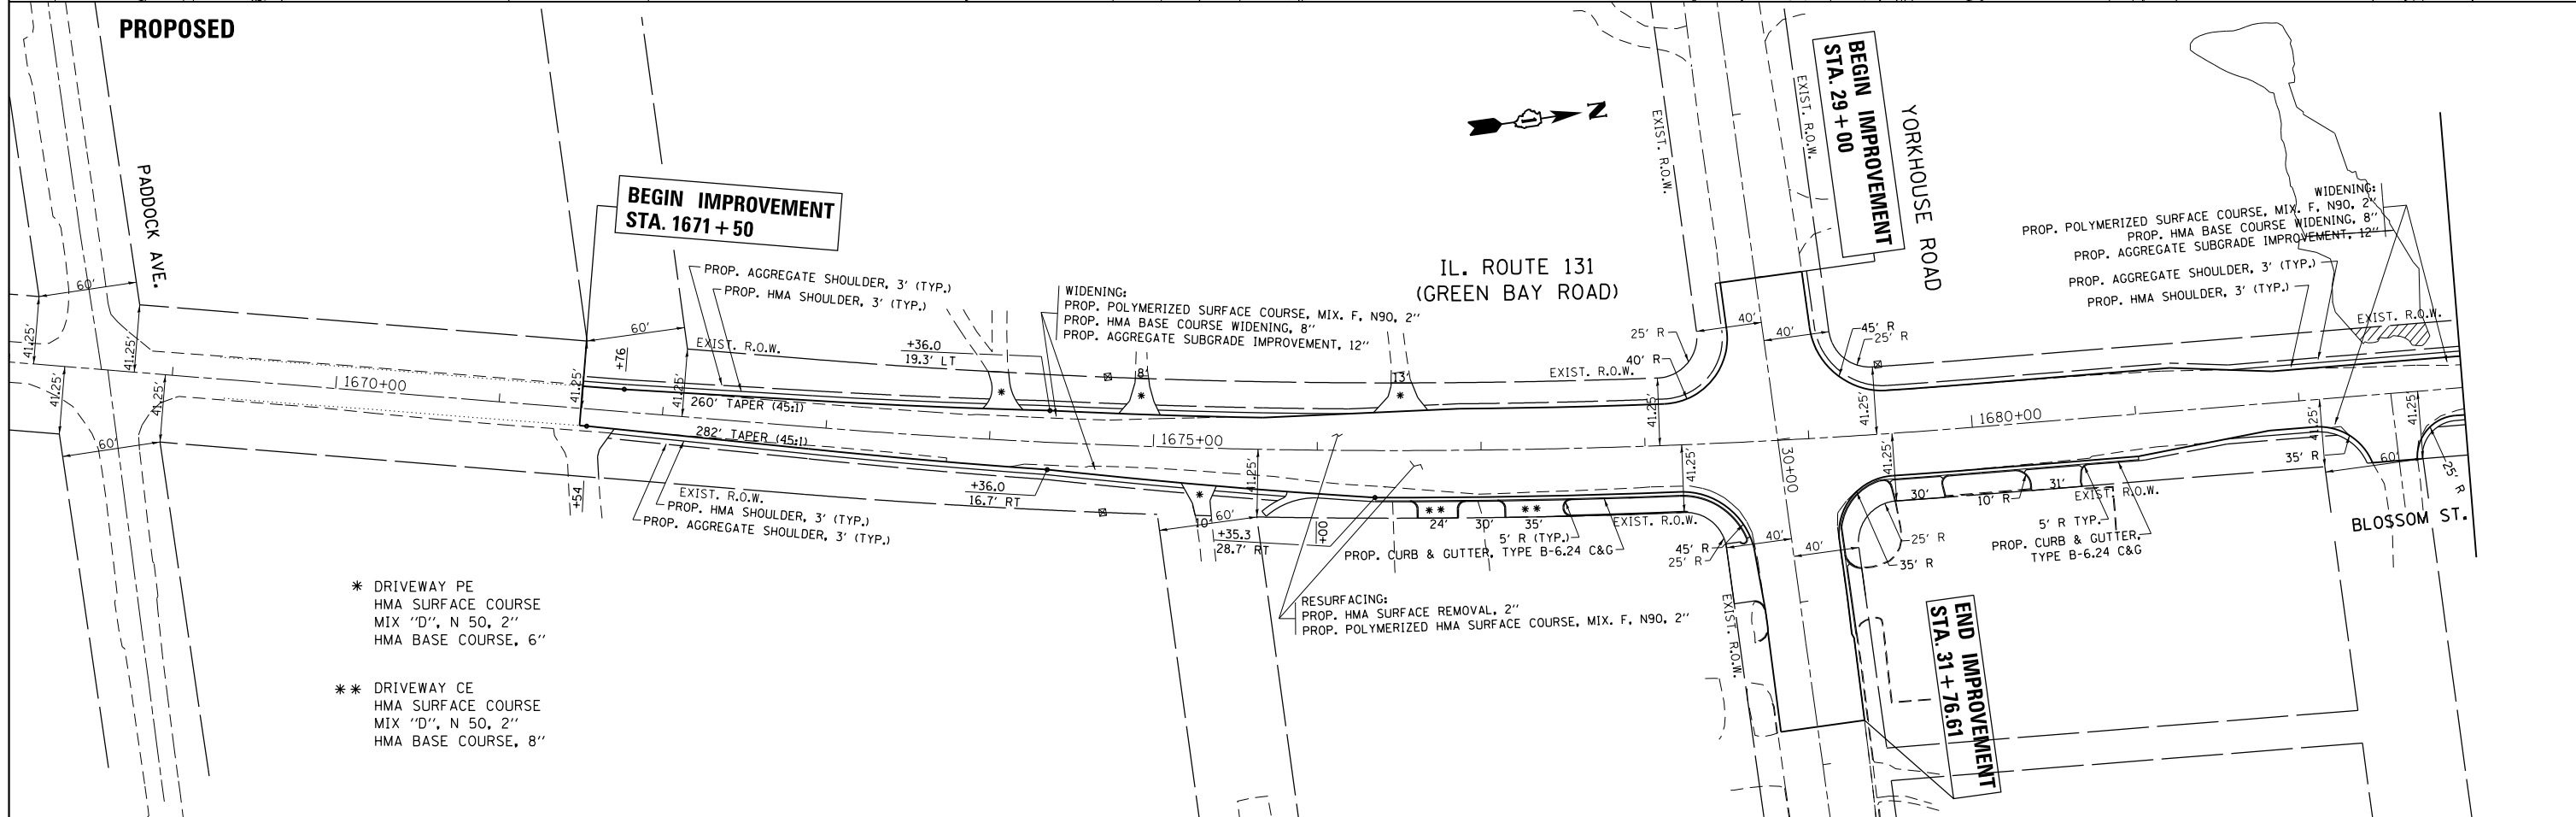 PROPOSED
PADDOCK AVE.
60'
41.25'
41.25'
41.25'
41.25'
60'
1670+00
BEGIN IMPROVEMENT
STA. 1671+50
60'
+76
41.25'
41.25'
+54
PROP. AGGREGATE SHOULDER, 3' (TYP.)
PROP. HMA SHOULDER, 3' (TYP.)
EXIST. R.O.W.
260' TAPER (45:1)
282' TAPER (45:1)
EXIST. R.O.W.
PROP. HMA SHOULDER, 3' (TYP.)
PROP. AGGREGATE SHOULDER, 3' (TYP.)
+36.0
19.3' LT
+36.0
16.7' RT
WIDENING:
PROP. POLYMERIZED SURFACE COURSE, MIX. F, N90, 2"
PROP. HMA BASE COURSE WIDENING, 8"
PROP. AGGREGATE SUBGRADE IMPROVEMENT, 12"
8'
13'
*
*
*
*
1675+00
41.25'
10'
60'
+35.3
28.7' RT
+00
IL. ROUTE 131
(GREEN BAY ROAD)
N
1
EXIST. R.O.W.
EXIST. R.O.W.
25' R
40' R
40'
40'
41.25'
41.25'
EXIST. R.O.W.
* *
24'
30'
* *
35'
5' R (TYP.)
EXIST. R.O.W.
PROP. CURB & GUTTER, TYPE B-6.24 C&G
45' R
25' R
40'
40'
30+00
RESURFACING:
PROP. HMA SURFACE REMOVAL, 2"
PROP. POLYMERIZED HMA SURFACE COURSE, MIX. F, N90, 2"
EXIST. R.O.W.
BEGIN IMPROVEMENT
STA. 29+00
YORKHOUSE ROAD
EXIST. R.O.W.
45' R
25' R
41.25'
41.25'
1680+00
WIDENING:
PROP. POLYMERIZED SURFACE COURSE, MIX. F, N90, 2"
PROP. HMA BASE COURSE WIDENING, 8"
PROP. AGGREGATE SUBGRADE IMPROVEMENT, 12"
PROP. AGGREGATE SHOULDER, 3' (TYP.)
PROP. HMA SHOULDER, 3' (TYP.)
EXIST. R.O.W.
41.25'
41.25'
30'
10' R
31'
EXIST. R.O.W.
5' R TYP.
PROP. CURB & GUTTER,
TYPE B-6.24 C&G
25' R
35' R
35' R
60'
25' R
BLOSSOM ST.
END IMPROVEMENT
STA. 31+76.61
* DRIVEWAY PE
HMA SURFACE COURSE
MIX "D", N 50, 2"
HMA BASE COURSE, 6"
** DRIVEWAY CE
HMA SURFACE COURSE
MIX "D", N 50, 2"
HMA BASE COURSE, 8"